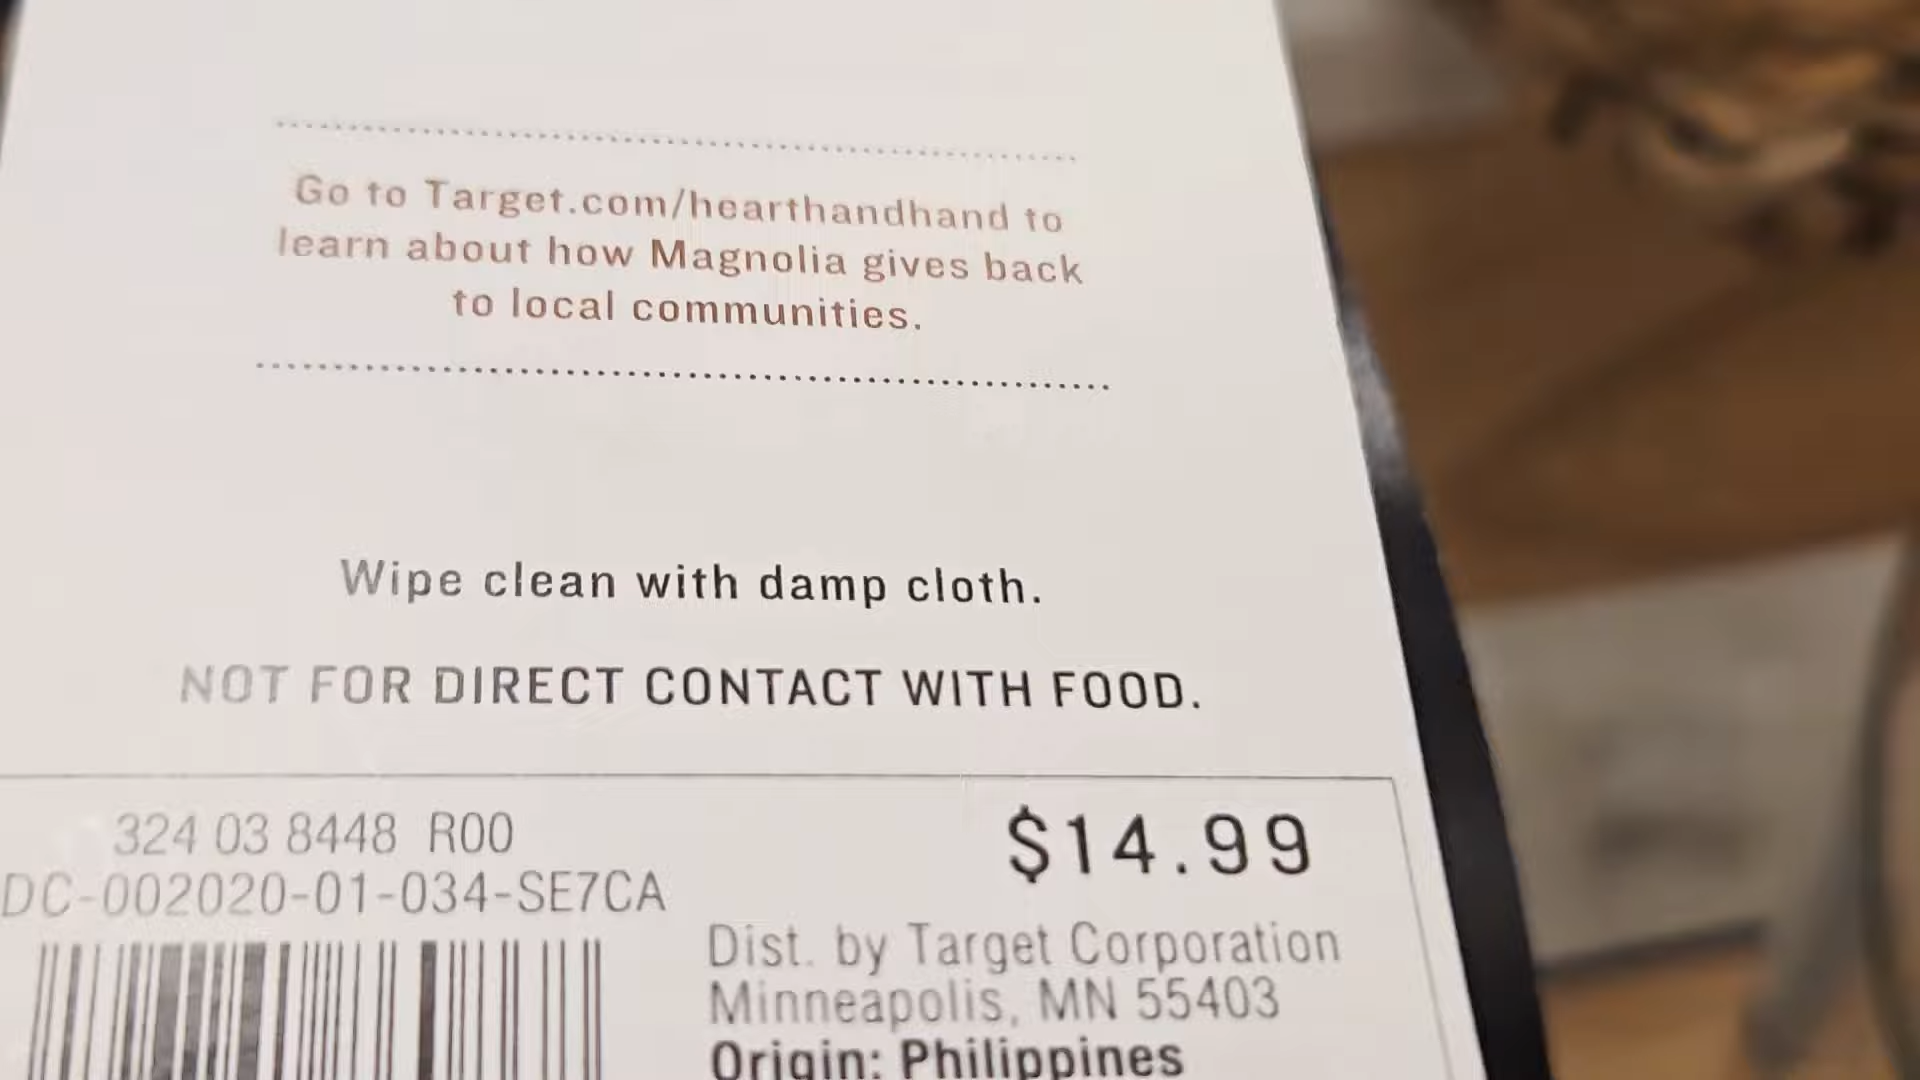 Go to Target.com/hearthandhand to
learn about how Magnolia gives back
to local communities.
Wipe clean with damp cloth.
NOT FOR DIRECT CONTACT WITH FOOD.
324 03 8448 R00
DC-002020-01-034-SE7CA
$14.99
Dist. by Target Corporation
Minneapolis, MN 55403
Origin: Philippines